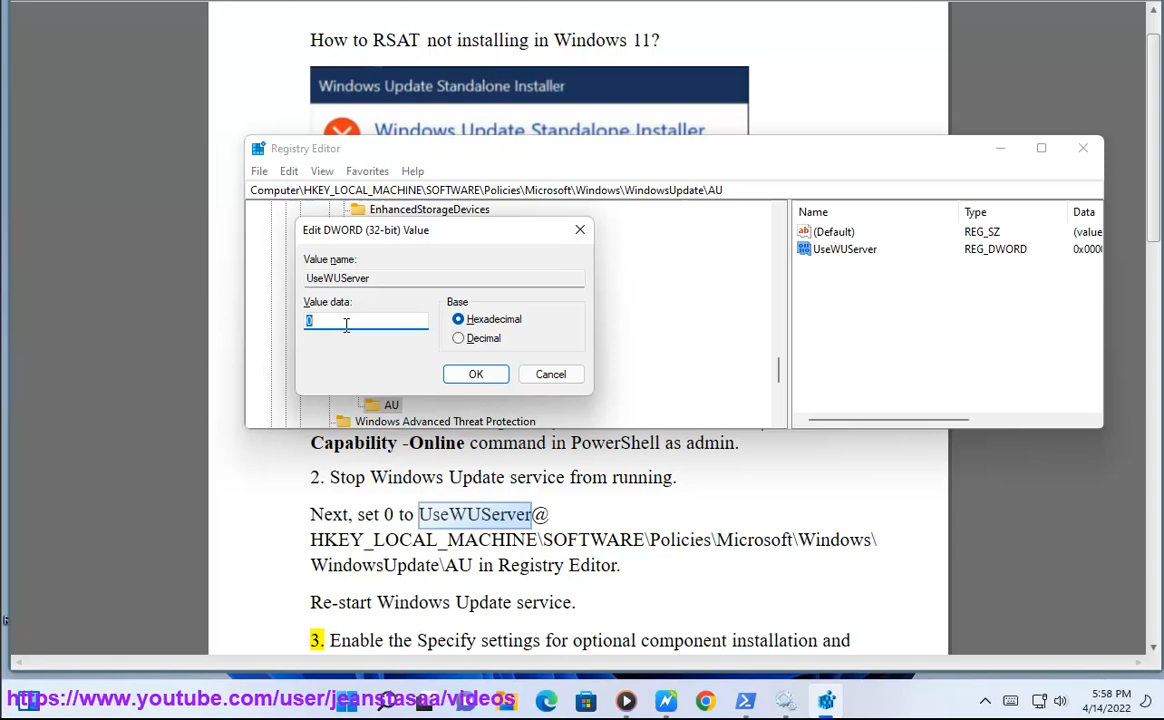 How to RSAT not installing in Windows 11?
Windows Update Standalone Installer
Windows Update Standalone Installer
Registry Editor
File Edit View Favorites Help
Computer\HKEY_LOCAL_MACHINE\SOFTWARE\Policies\Microsoft\Windows\WindowsUpdate\AU
EnhancedStorageDevices
Name Type Data
Edit DWORD (32-bit) Value
(Default) REG_SZ (value
UseWUServer REG_DWORD 0x000
Value name:
UseWUServer
Value data:
Base
0
Hexadecimal
Decimal
OK Cancel
AU
Windows Advanced Threat Protection
Capability -Online command in PowerShell as admin.
2. Stop Windows Update service from running.
Next, set 0 to UseWUServer@
HKEY_LOCAL_MACHINE\SOFTWARE\Policies\Microsoft\Windows\
WindowsUpdate\AU in Registry Editor.
Re-start Windows Update service.
3. Enable the Specify settings for optional component installation and
https://www.youtube.com/user/jeanstasaa/videos
5:58 PM
4/14/2022